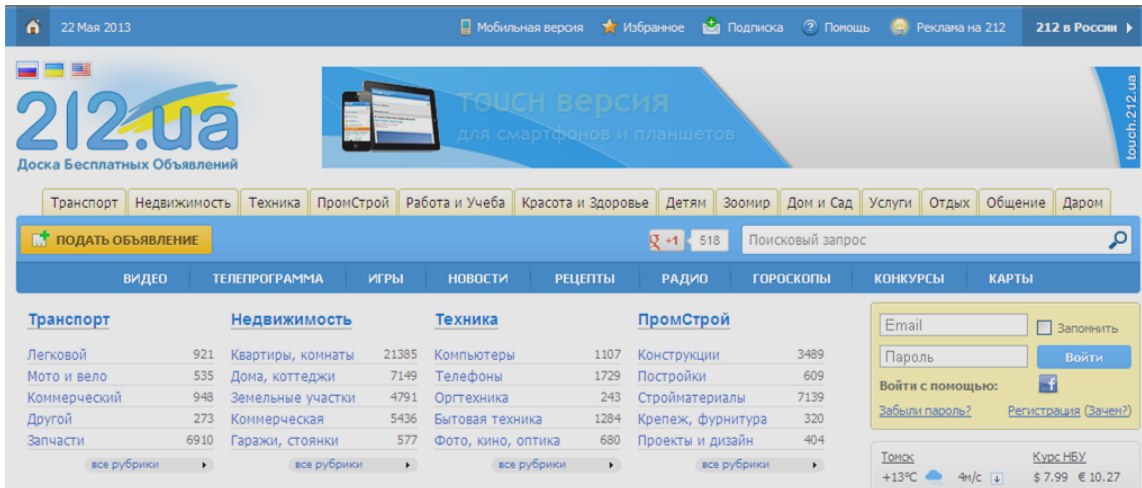 22 Мая 2013 Мобильная версия Избранное Подписка Помощь Реклама на 212 212 в России
212.ua
Доска Бесплатных Объявлений
TOUCH версия
для смартфонов и планшетов
touch.212.ua
Транспорт Недвижимость Техника ПромСтрой Работа и Учеба Красота и Здоровье Детям Зоомир Дом и Сад Услуги Отдых Общение Даром
ПОДАТЬ ОБЪЯВЛЕНИЕ g +1 518 Поисковый запрос
ВИДЕО ТЕЛЕПРОГРАММА ИГРЫ НОВОСТИ РЕЦЕПТЫ РАДИО ГОРОСКОПЫ КОНКУРСЫ КАРТЫ
Транспорт
Легковой 921
Мото и вело 535
Коммерческий 948
Другой 273
Запчасти 6910
все рубрики
Недвижимость
Квартиры, комнаты 21385
Дома, коттеджи 7149
Земельные участки 4791
Коммерческая 5436
Гаражи, стоянки 577
все рубрики
Техника
Компьютеры 1107
Телефоны 1729
Оргтехника 243
Бытовая техника 1284
Фото, кино, оптика 680
все рубрики
ПромСтрой
Конструкции 3489
Постройки 609
Стройматериалы 7139
Крепеж, фурнитура 320
Проекты и дизайн 404
все рубрики
Email Запомнить
Пароль Войти
Войти с помощью: f
Забыли пароль? Регистрация (Зачем?)
Томск Курс НБУ
+13°C 4м/с $ 7.99 € 10.27